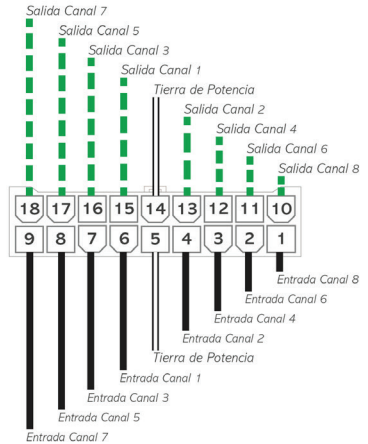 Salida Canal 7
Salida Canal 5
Salida Canal 3
Salida Canal 1
Tierra de Potencia
Salida Canal 2
Salida Canal 4
Salida Canal 6
Salida Canal 8
18 17 16 15 14 13 12 11 10
9 8 7 6 5 4 3 2 1
Entrada Canal 8
Entrada Canal 6
Entrada Canal 4
Entrada Canal 2
Tierra de Potencia
Entrada Canal 1
Entrada Canal 3
Entrada Canal 5
Entrada Canal 7